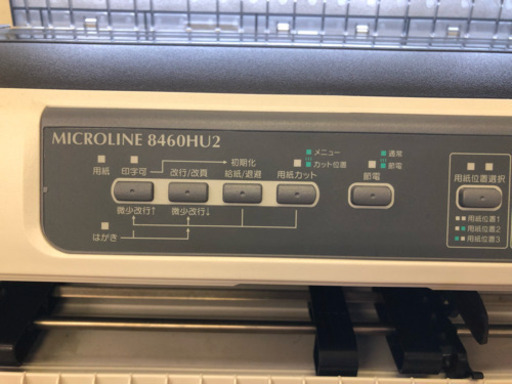 MICROLINE 8460HU2
用紙 印字可 初期化
改行/改頁 給紙/退避 用紙カット
メニュー
カット位置
通常
節電
節電
用紙位置選択
微少改行↑ 微少改行↓
はがき
用紙位置1
用紙位置2
用紙位置3